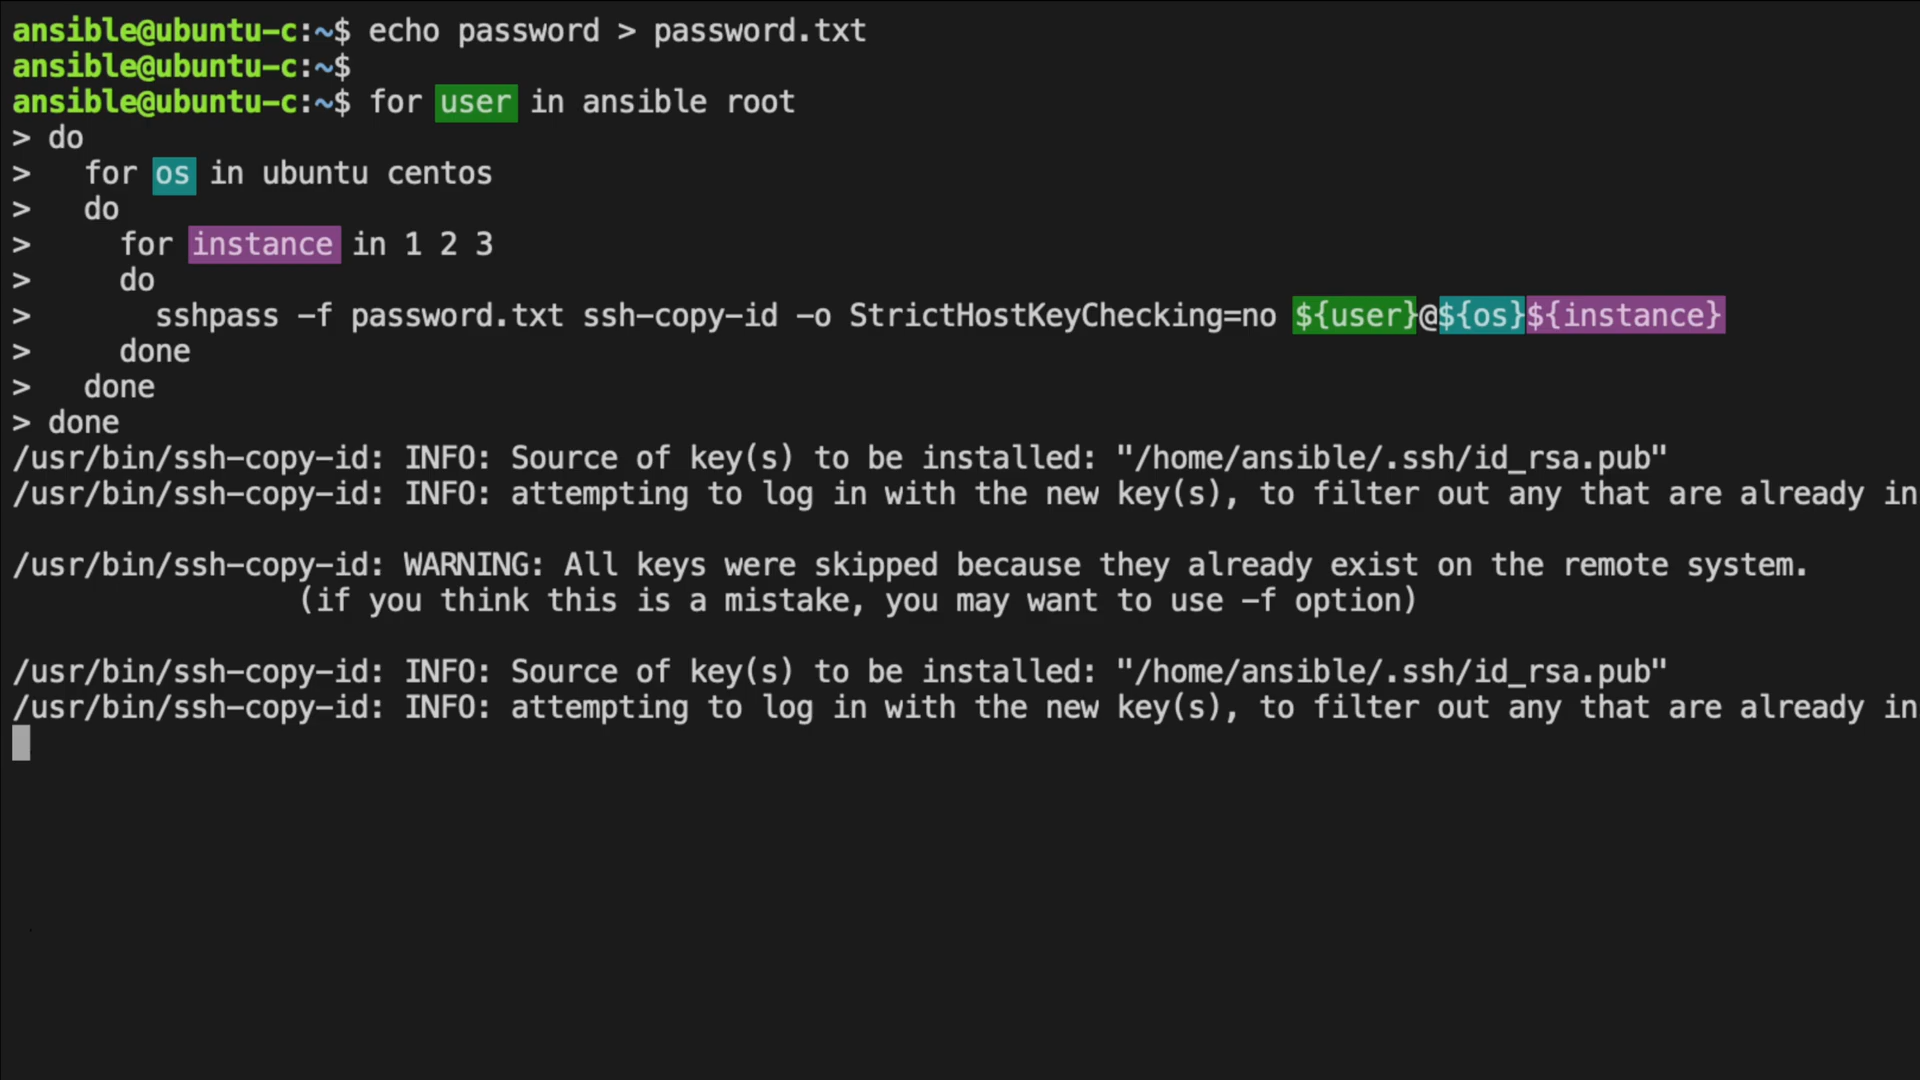 ansible@ubuntu-c:~$ echo password > password.txt
ansible@ubuntu-c:~$
ansible@ubuntu-c:~$ for user in ansible root
> do
>   for os in ubuntu centos
>   do
>     for instance in 1 2 3
>     do
>       sshpass -f password.txt ssh-copy-id -o StrictHostKeyChecking=no ${user}@${os}${instance}
>     done
>   done
> done
/usr/bin/ssh-copy-id: INFO: Source of key(s) to be installed: "/home/ansible/.ssh/id_rsa.pub"
/usr/bin/ssh-copy-id: INFO: attempting to log in with the new key(s), to filter out any that are already in
/usr/bin/ssh-copy-id: WARNING: All keys were skipped because they already exist on the remote system.
                (if you think this is a mistake, you may want to use -f option)
/usr/bin/ssh-copy-id: INFO: Source of key(s) to be installed: "/home/ansible/.ssh/id_rsa.pub"
/usr/bin/ssh-copy-id: INFO: attempting to log in with the new key(s), to filter out any that are already in